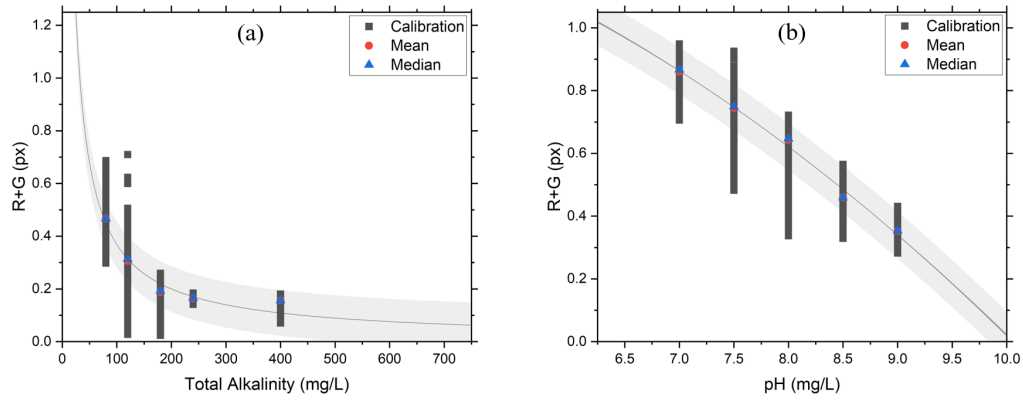 (a)
Calibration
Mean
Median
R+G (px)
1.2
1.0
0.8
0.6
0.4
0.2
0.0
0 100 200 300 400 500 600 700
Total Alkalinity (mg/L)
(b)
Calibration
Mean
Median
R+G (px)
1.0
0.8
0.6
0.4
0.2
0.0
6.5 7.0 7.5 8.0 8.5 9.0 9.5 10.0
pH (mg/L)